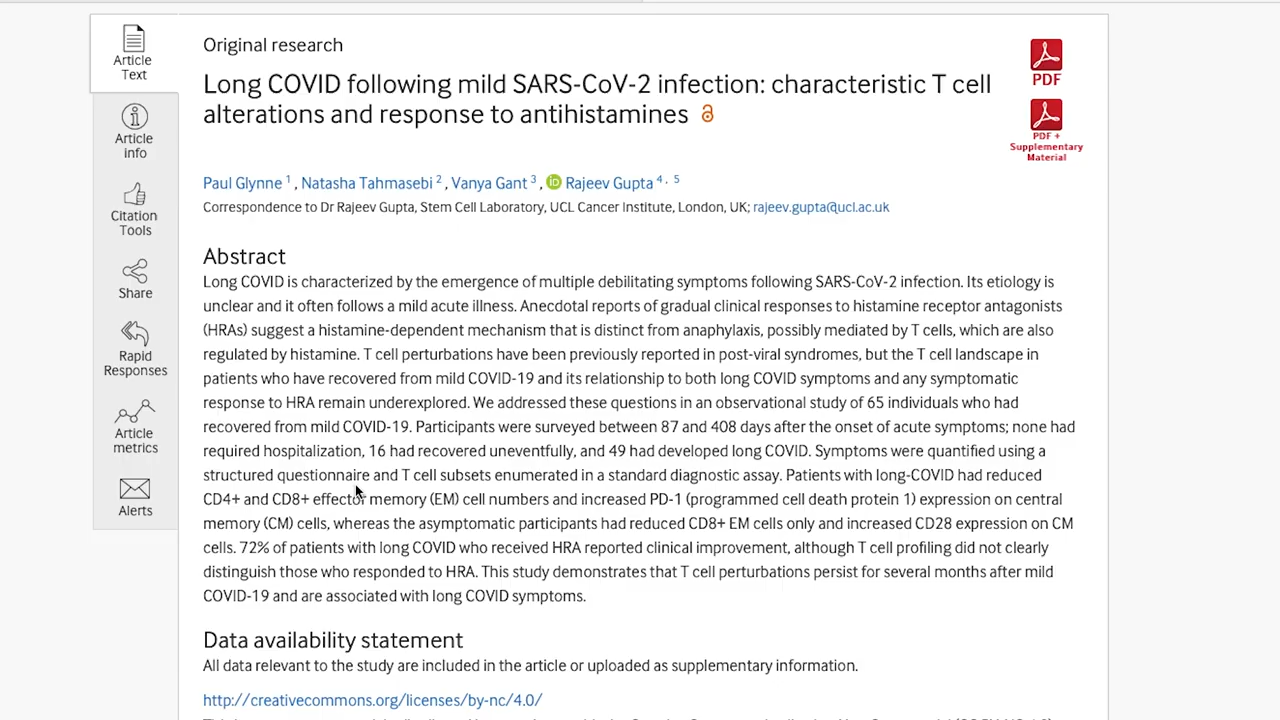 Article
Text
Article
info
Citation
Tools
Share
Rapid
Responses
Article
metrics
Alerts
Original research
Long COVID following mild SARS-CoV-2 infection: characteristic T cell
alterations and response to antihistamines
PDF
PDF +
Supplementary
Material
Paul Glynne 1 , Natasha Tahmasebi 2 , Vanya Gant 3 , iD Rajeev Gupta 4 , 5
Correspondence to Dr Rajeev Gupta, Stem Cell Laboratory, UCL Cancer Institute, London, UK; rajeev.gupta@ucl.ac.uk
Abstract
Long COVID is characterized by the emergence of multiple debilitating symptoms following SARS-CoV-2 infection. Its etiology is
unclear and it often follows a mild acute illness. Anecdotal reports of gradual clinical responses to histamine receptor antagonists
(HRAs) suggest a histamine-dependent mechanism that is distinct from anaphylaxis, possibly mediated by T cells, which are also
regulated by histamine. T cell perturbations have been previously reported in post-viral syndromes, but the T cell landscape in
patients who have recovered from mild COVID-19 and its relationship to both long COVID symptoms and any symptomatic
response to HRA remain underexplored. We addressed these questions in an observational study of 65 individuals who had
recovered from mild COVID-19. Participants were surveyed between 87 and 408 days after the onset of acute symptoms; none had
required hospitalization, 16 had recovered uneventfully, and 49 had developed long COVID. Symptoms were quantified using a
structured questionnaire and T cell subsets enumerated in a standard diagnostic assay. Patients with long-COVID had reduced
CD4+ and CD8+ effector memory (EM) cell numbers and increased PD-1 (programmed cell death protein 1) expression on central
memory (CM) cells, whereas the asymptomatic participants had reduced CD8+ EM cells only and increased CD28 expression on CM
cells. 72% of patients with long COVID who received HRA reported clinical improvement, although T cell profiling did not clearly
distinguish those who responded to HRA. This study demonstrates that T cell perturbations persist for several months after mild
COVID-19 and are associated with long COVID symptoms.
Data availability statement
All data relevant to the study are included in the article or uploaded as supplementary information.
http://creativecommons.org/licenses/by-nc/4.0/